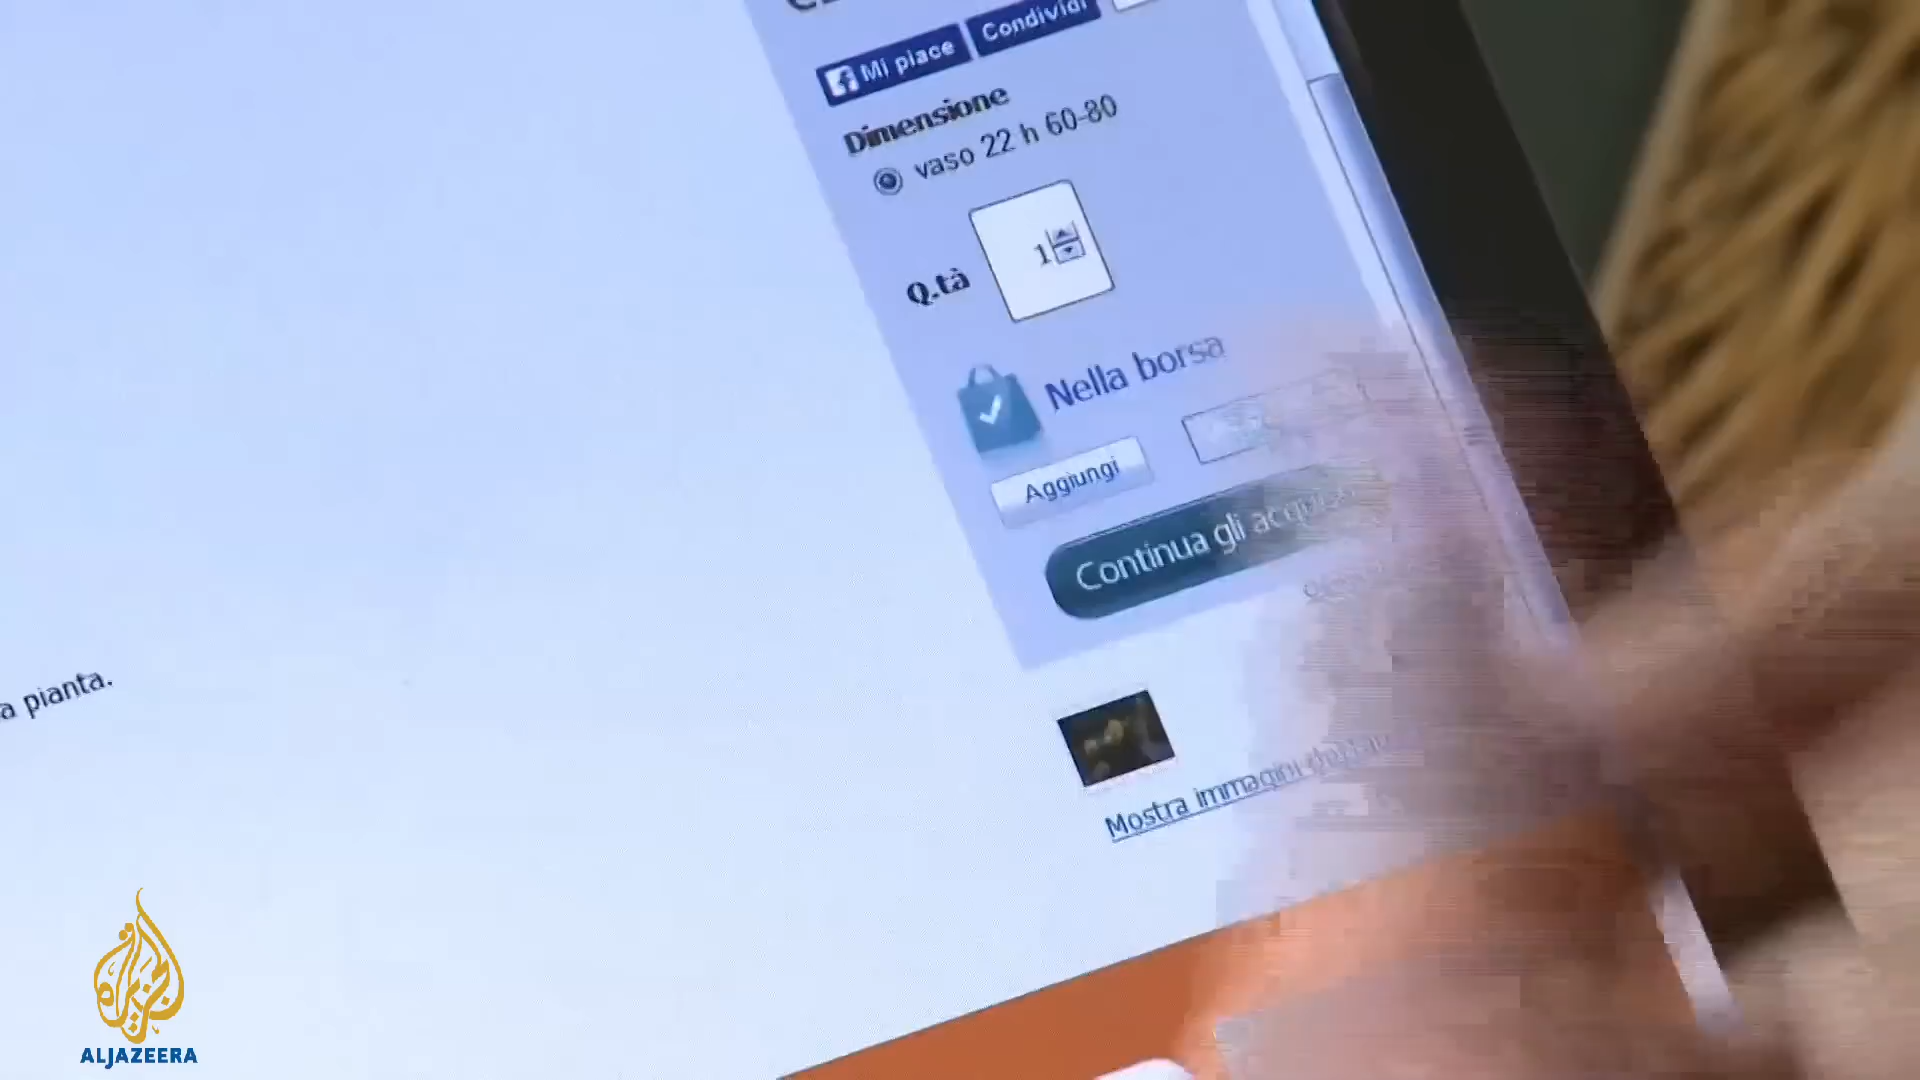 Mi piace
Condividi
Dimensione
vaso 22 h 60-80
Q.tà
1
Nella borsa
Aggiungi
Continua gli
a pianta.
Mostra immagini
ALJAZEERA